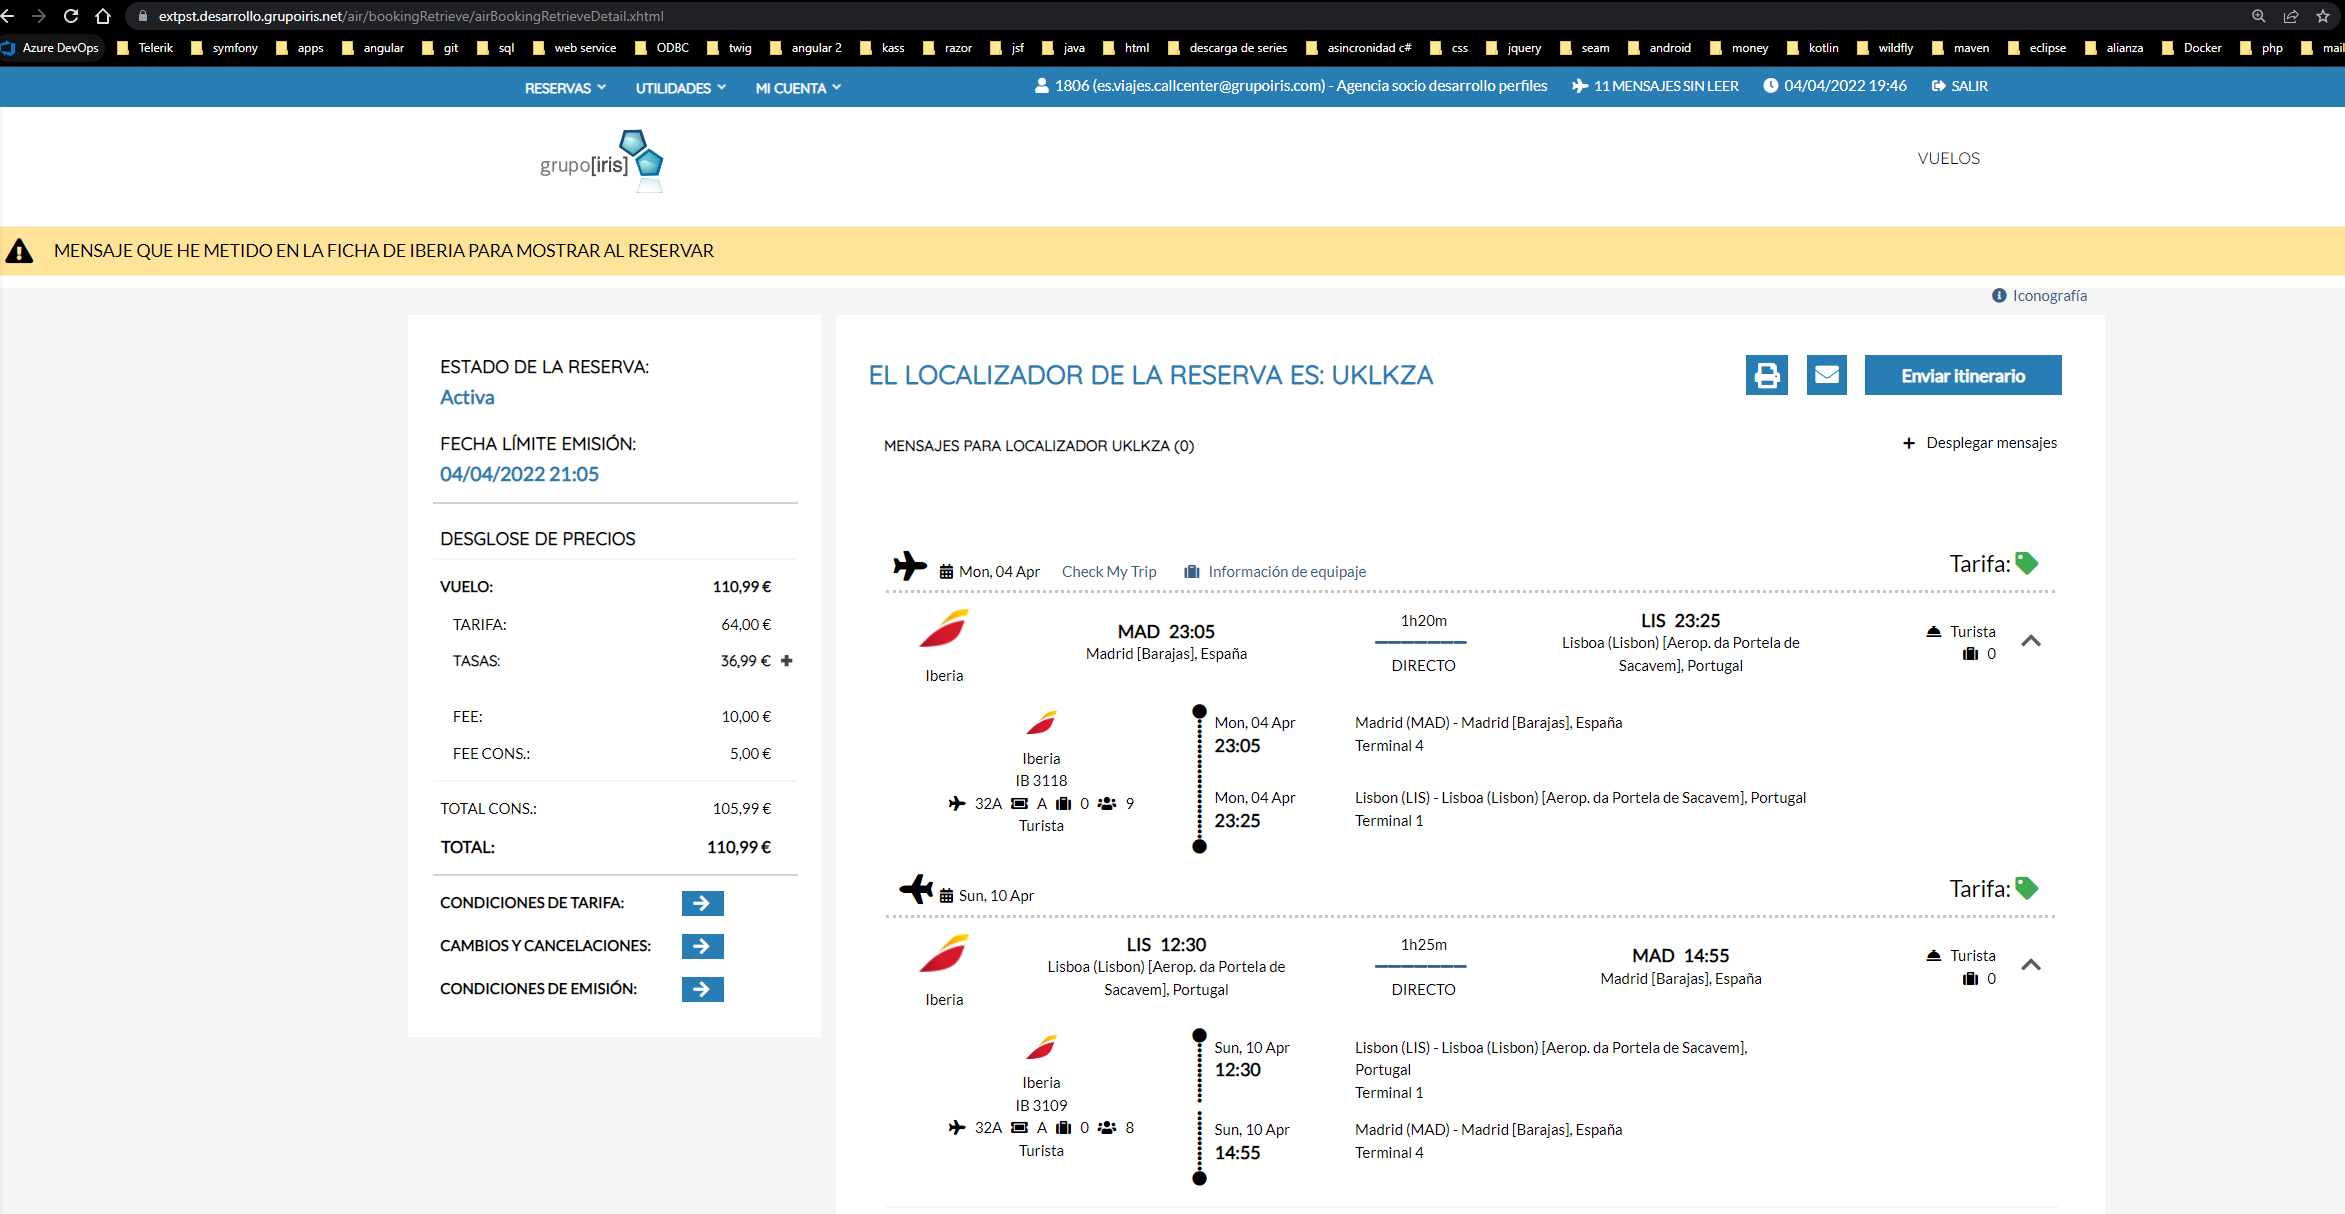 extpst.desarrollo.grupoiris.net/air/bookingRetrieve/airBookingRetrieveDetail.xhtml
Azure DevOps Telerik symfony apps angular git sql web service ODBC twig angular 2 kass razor jsf java html descarga de series asincronidad c# css jquery seam android money kotlin wildfly maven eclipse alianza Docker php mail
RESERVAS UTILIDADES MI CUENTA 1806 (es.viajes.callcenter@grupoiris.com) - Agencia socio desarrollo perfiles 11 MENSAJES SIN LEER 04/04/2022 19:46 SALIR
grupo[iris]
VUELOS
MENSAJE QUE HE METIDO EN LA FICHA DE IBERIA PARA MOSTRAR AL RESERVAR
Iconografía
ESTADO DE LA RESERVA:
Activa
FECHA LÍMITE EMISIÓN:
04/04/2022 21:05
DESGLOSE DE PRECIOS
VUELO: 110,99 €
TARIFA: 64,00 €
TASAS: 36,99 €
FEE: 10,00 €
FEE CONS.: 5,00 €
TOTAL CONS.: 105,99 €
TOTAL: 110,99 €
CONDICIONES DE TARIFA:
CAMBIOS Y CANCELACIONES:
CONDICIONES DE EMISIÓN:
EL LOCALIZADOR DE LA RESERVA ES: UKLKZA
Enviar itinerario
MENSAJES PARA LOCALIZADOR UKLKZA (0)
+ Desplegar mensajes
Mon, 04 Apr Check My Trip Información de equipaje Tarifa:
Iberia
MAD 23:05
Madrid [Barajas], España
1h20m
DIRECTO
LIS 23:25
Lisboa (Lisbon) [Aerop. da Portela de
Sacavem], Portugal
Turista
0
Iberia
IB 3118
32A A 0 9
Turista
Mon, 04 Apr
23:05
Madrid (MAD) - Madrid [Barajas], España
Terminal 4
Mon, 04 Apr
23:25
Lisbon (LIS) - Lisboa (Lisbon) [Aerop. da Portela de Sacavem], Portugal
Terminal 1
Sun, 10 Apr Tarifa:
Iberia
LIS 12:30
Lisboa (Lisbon) [Aerop. da Portela de
Sacavem], Portugal
1h25m
DIRECTO
MAD 14:55
Madrid [Barajas], España
Turista
0
Iberia
IB 3109
32A A 0 8
Turista
Sun, 10 Apr
12:30
Lisbon (LIS) - Lisboa (Lisbon) [Aerop. da Portela de Sacavem],
Portugal
Terminal 1
Sun, 10 Apr
14:55
Madrid (MAD) - Madrid [Barajas], España
Terminal 4